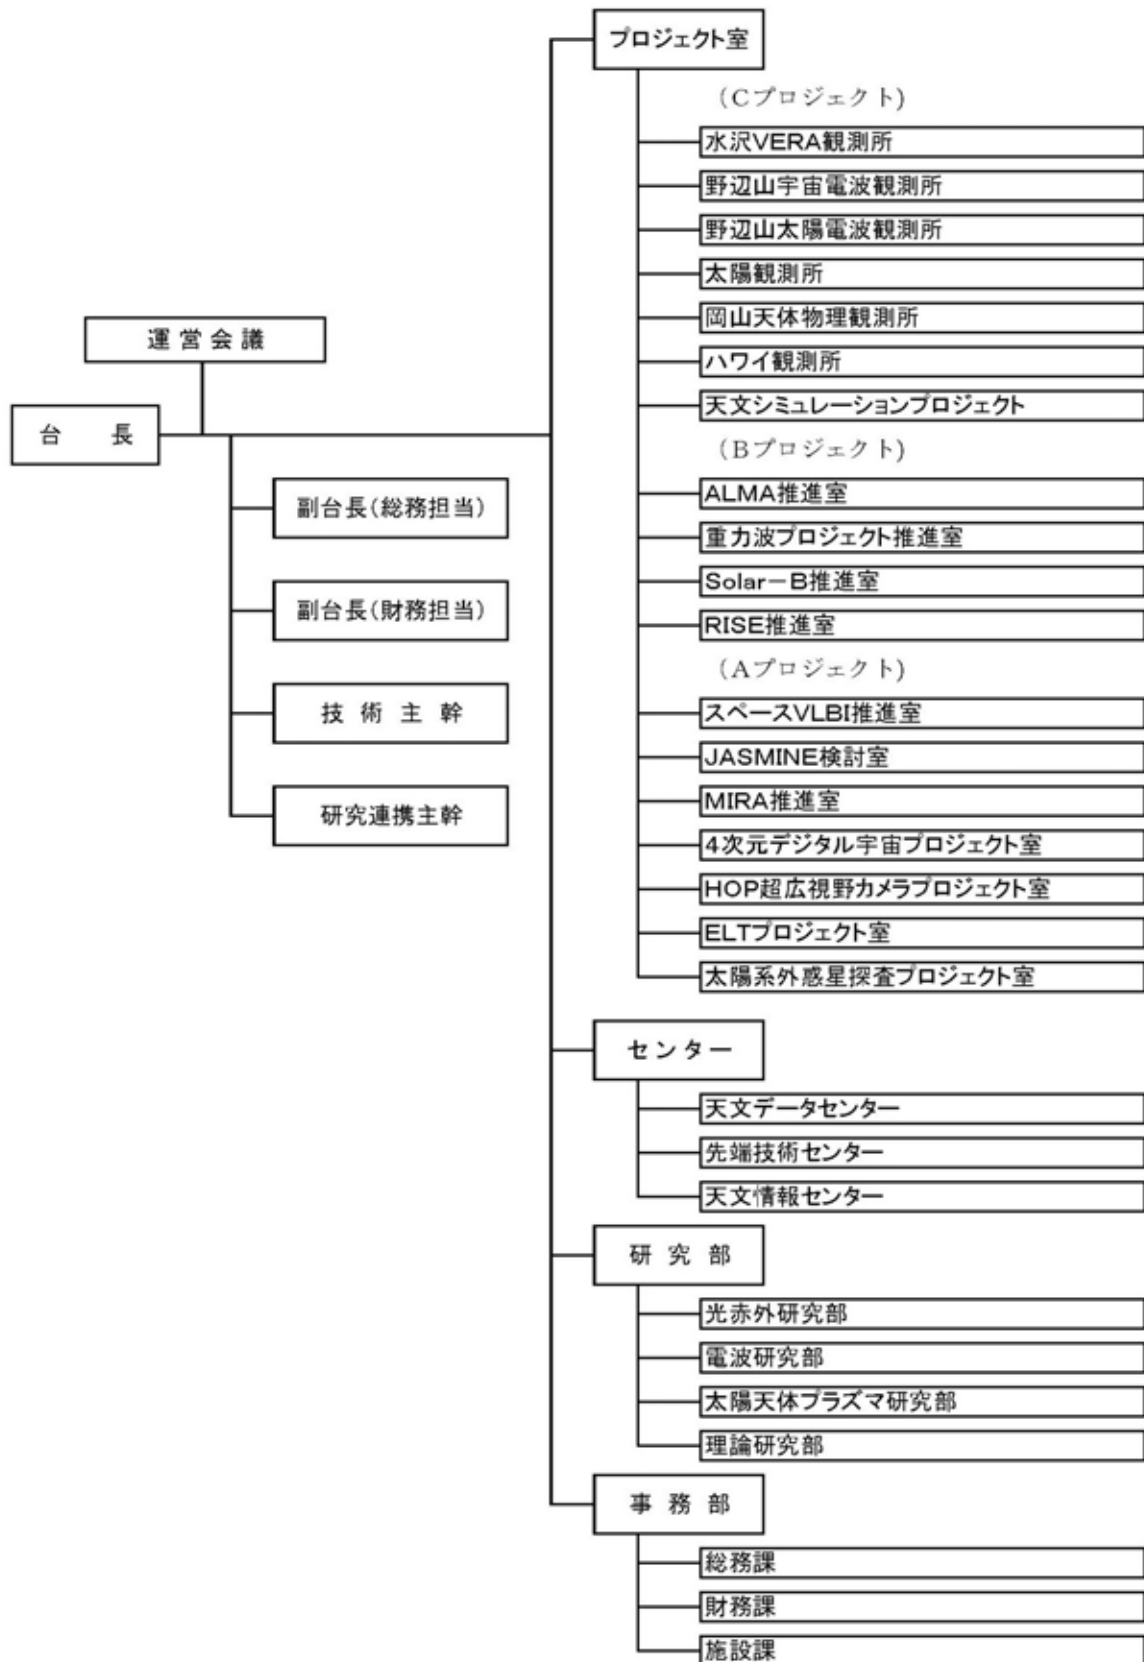 プロジェクト室
(Cプロジェクト)
水沢VERA観測所
野辺山宇宙電波観測所
野辺山太陽電波観測所
太陽観測所
岡山天体物理観測所
ハワイ観測所
天文シミュレーションプロジェクト
(Bプロジェクト)
ALMA推進室
重力波プロジェクト推進室
Solar－B推進室
RISE推進室
(Aプロジェクト)
スペースVLBI推進室
JASMINE検討室
MIRA推進室
4次元デジタル宇宙プロジェクト室
HOP超広視野カメラプロジェクト室
ELTプロジェクト室
太陽系外惑星探査プロジェクト室
運営会議
台　長
副台長(総務担当)
副台長(財務担当)
技術主幹
研究連携主幹
センター
天文データセンター
先端技術センター
天文情報センター
研究部
光赤外研究部
電波研究部
太陽天体プラズマ研究部
理論研究部
事務部
総務課
財務課
施設課